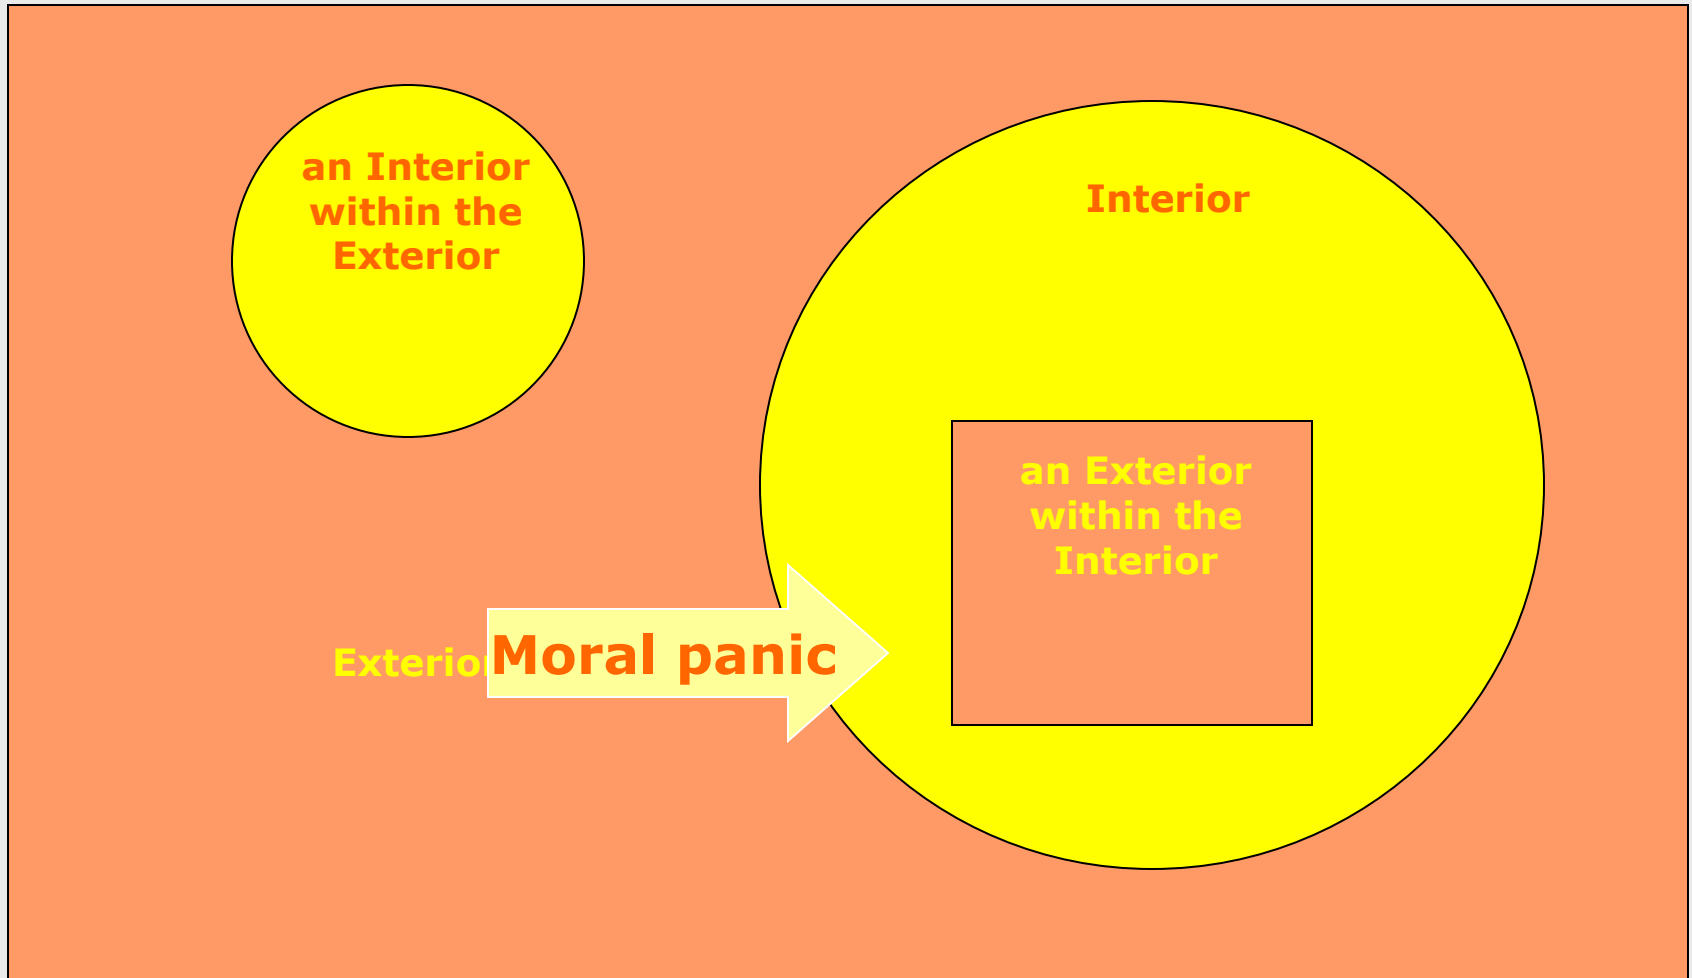 an Interior
within the
Exterior
Interior
an Exterior
within the
Interior
Exterior
Moral panic